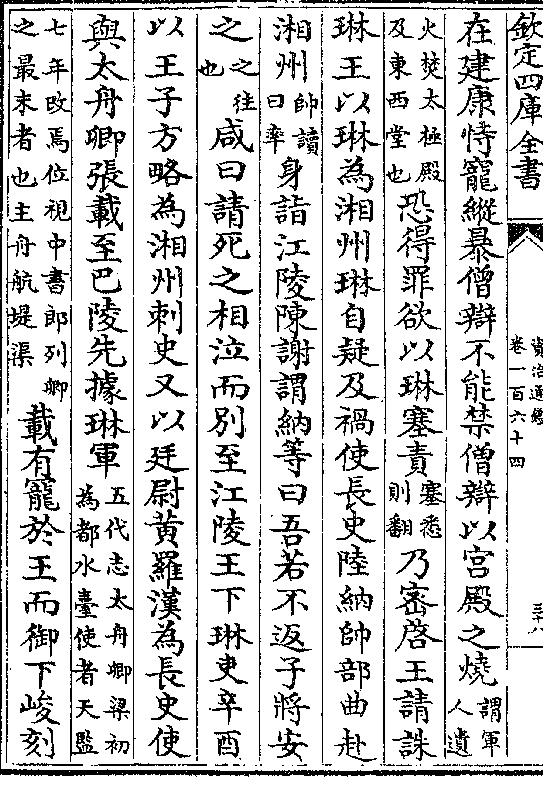 欽定四庫全書
資治通鑑
卷一百六十四
三十八
在建康恃寵縱暴僧辯不能禁僧辯以宮殿之燒謂軍人遺
火焚太極殿及東西堂也恐得罪欲以琳塞責塞悉則翻乃密啓王請誅
琳王以琳為湘州琳自疑及禍使長史陸納帥部曲赴
湘州帥讀曰率身詣江陵陳謝謂納等曰吾若不返子將安
之之往也咸曰請死之相泣而別至江陵王下琳吏辛酉
以王子方略為湘州刺史又以廷尉黃羅漢為長史使
與太舟卿張載至巴陵先據琳軍五代志太舟卿梁初為都水臺使者天監
七年改焉位視中書郎列卿之最末者也主舟航堤渠載有寵於王而御下峻刻